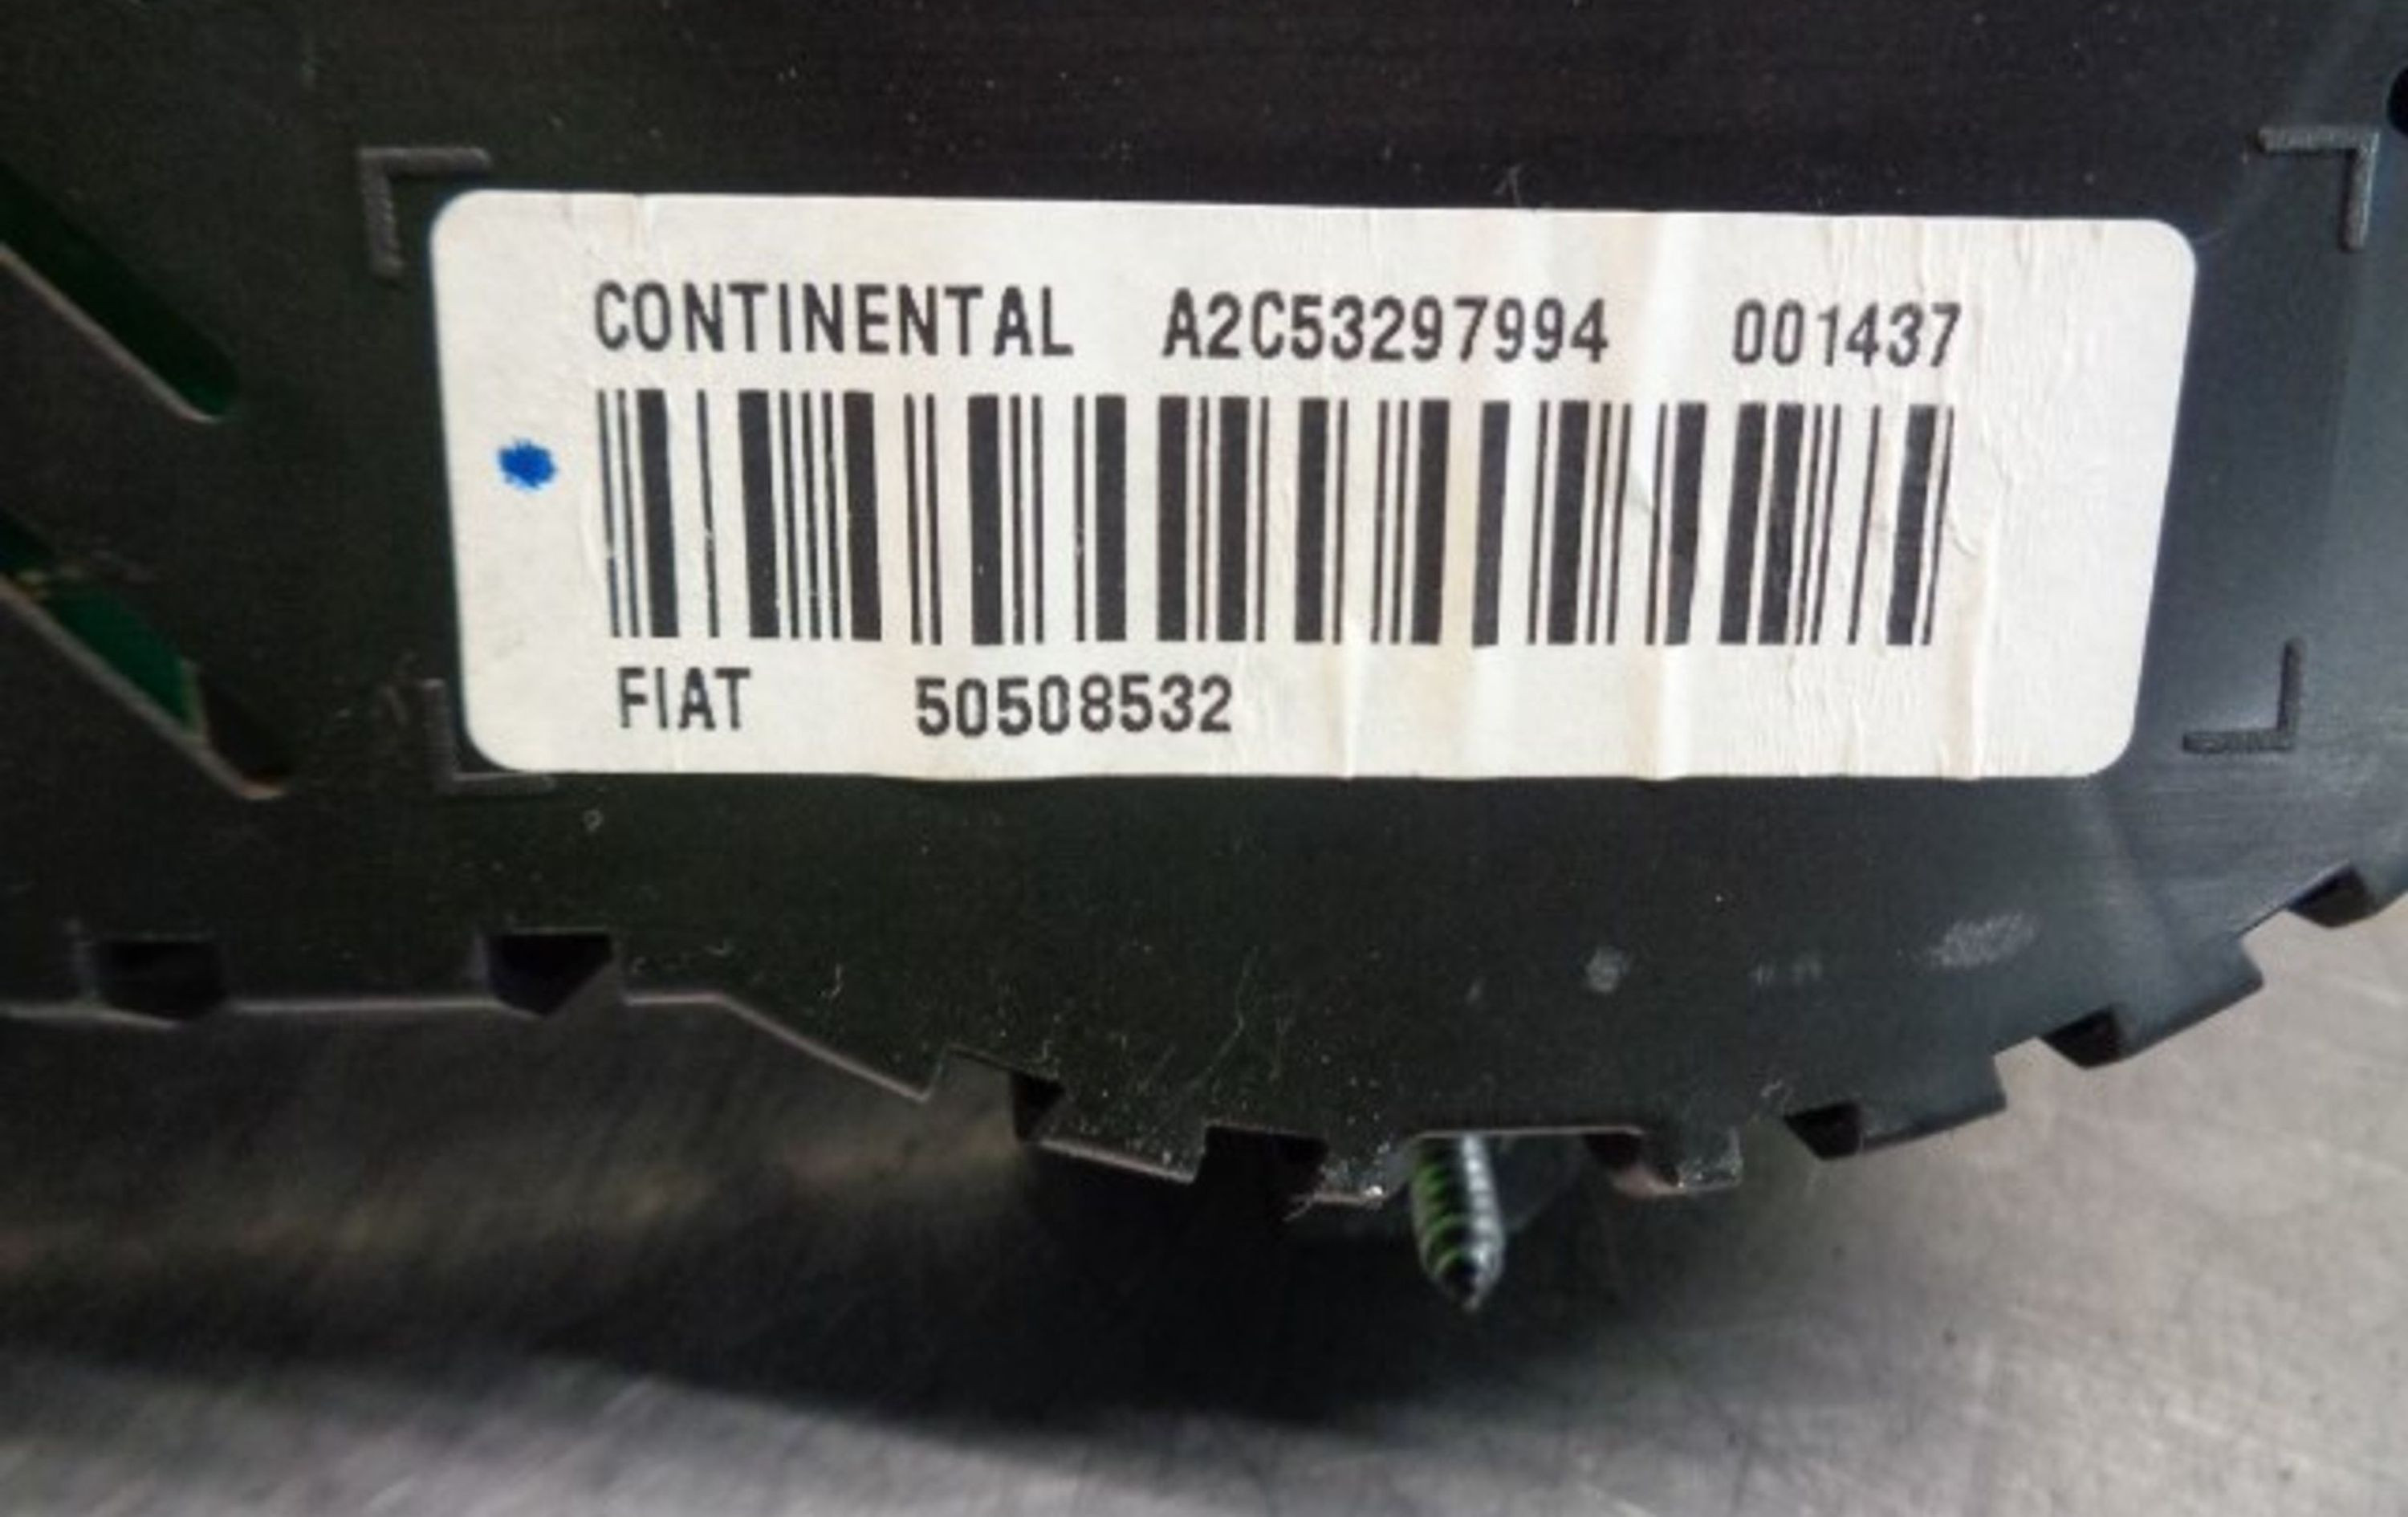 CONTINENTAL A2C53297994 001437
FIAT 50508532